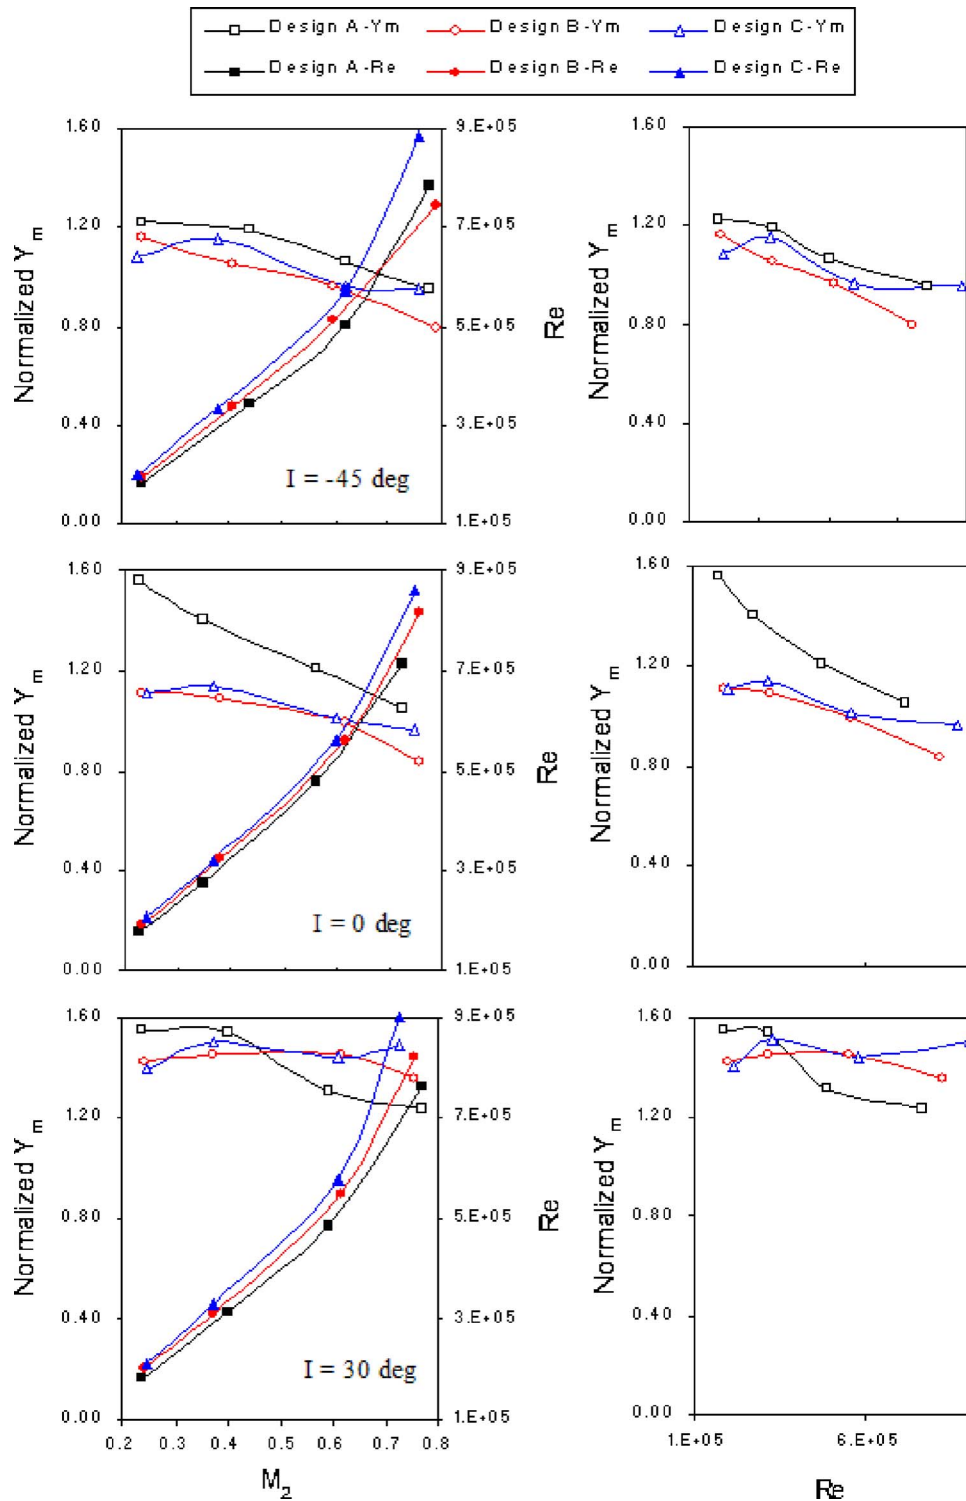 Design A-Ym Design B-Ym Design C-Ym
Design A-Re Design B-Re Design C-Re
1.60 9.E+05 1.60
1.20 7.E+05 1.20
0.80 5.E+05 0.80
0.40 3.E+05 0.40
0.00 1.E+05 0.00
Normalized Ym Re Normalized Ym
I = -45 deg
1.60 9.E+05 1.60
1.20 7.E+05 1.20
0.80 5.E+05 0.80
0.40 3.E+05 0.40
0.00 1.E+05 0.00
Normalized Ym Re Normalized Ym
I = 0 deg
1.60 9.E+05 1.60
1.20 7.E+05 1.20
0.80 5.E+05 0.80
0.40 3.E+05 0.40
0.00 1.E+05 0.00
Normalized Ym Re Normalized Ym
I = 30 deg
0.2 0.3 0.4 0.5 0.6 0.7 0.8 1.E+05 6.E+05
M2 Re